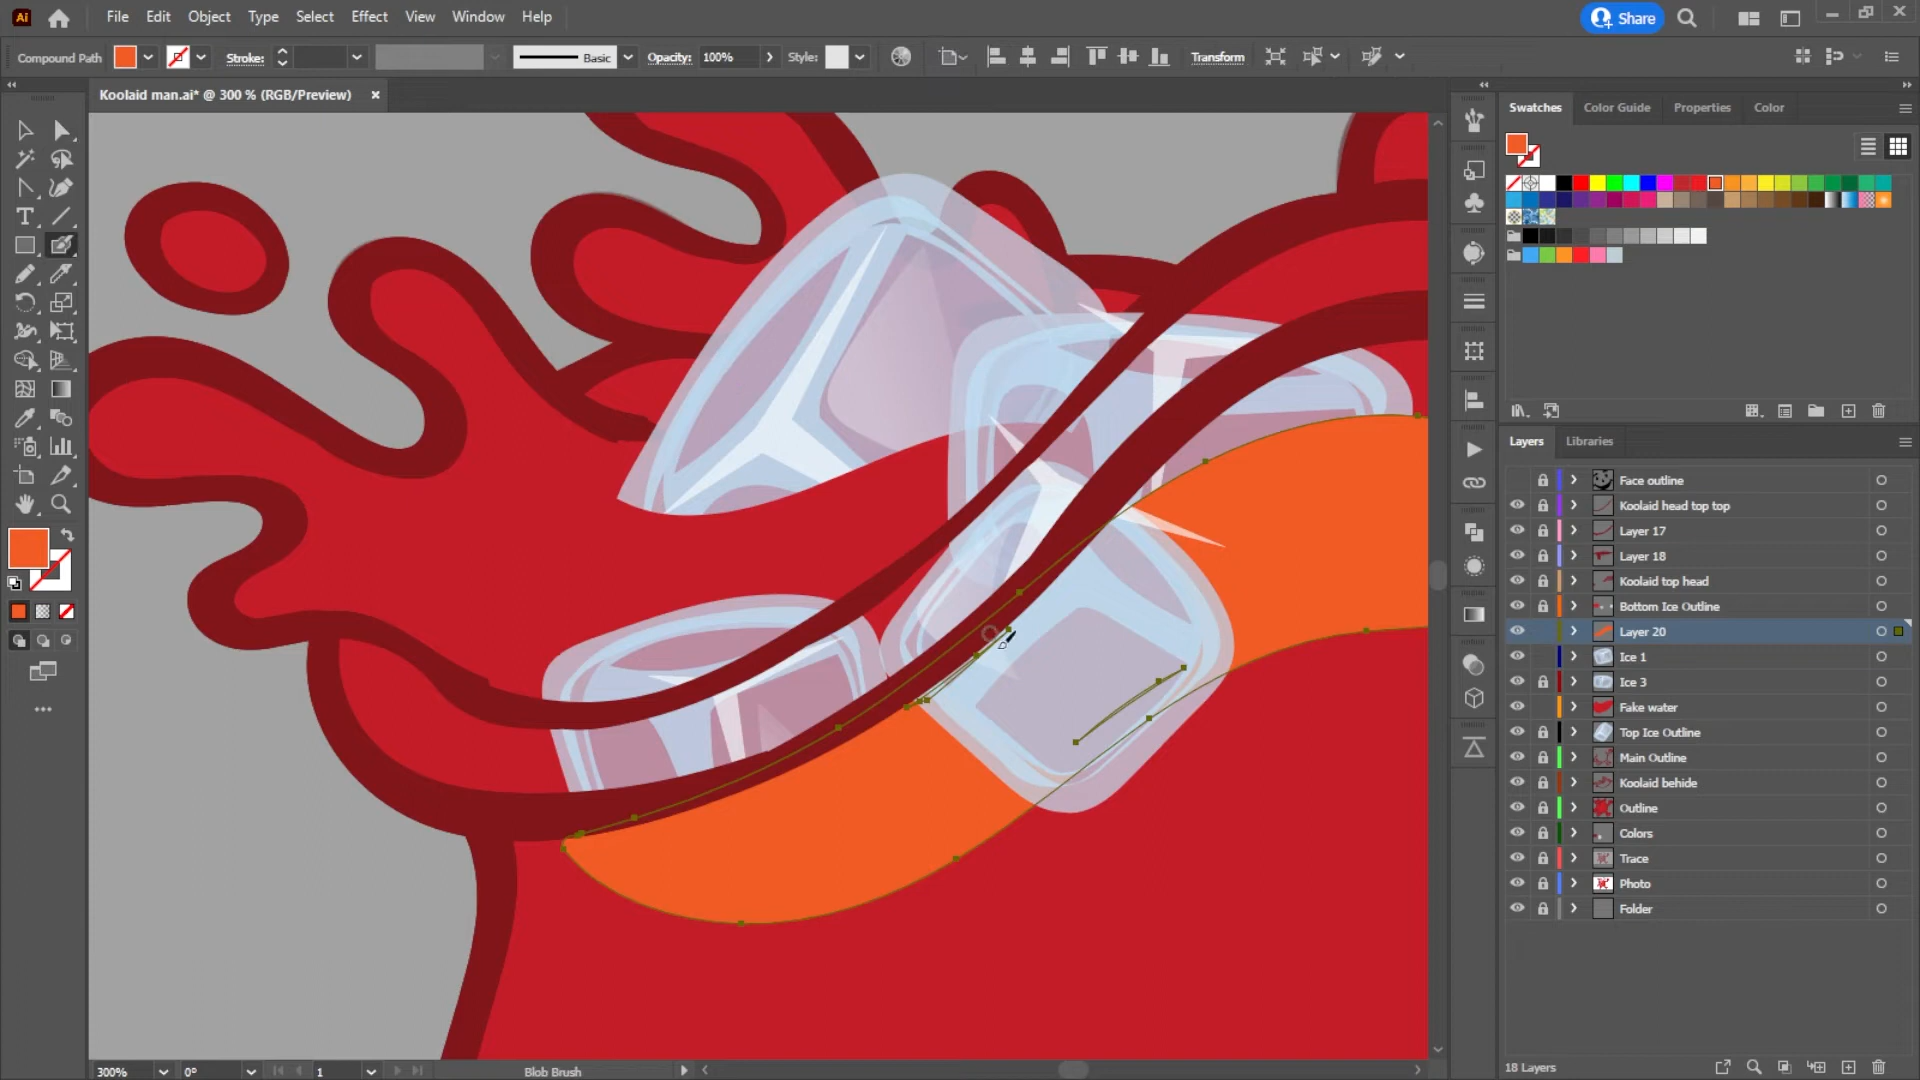 Ai File Edit Object Type Select Effect View Window Help Share
Compound Path Stroke: Basic Opacity: 100% Style: Transform
Koolaid man.ai* @ 300 % (RGB/Preview) ×
Swatches Color Guide Properties Color
Layers Libraries
Face outline
Koolaid head top top
Layer 17
Layer 18
Koolaid top head
Bottom Ice Outline
Layer 20
Ice 1
Ice 3
Fake water
Top Ice Outline
Main Outline
Koolaid behide
Outline
Colors
Trace
Photo
Folder
300% 0° 1 Blob Brush
18 Layers